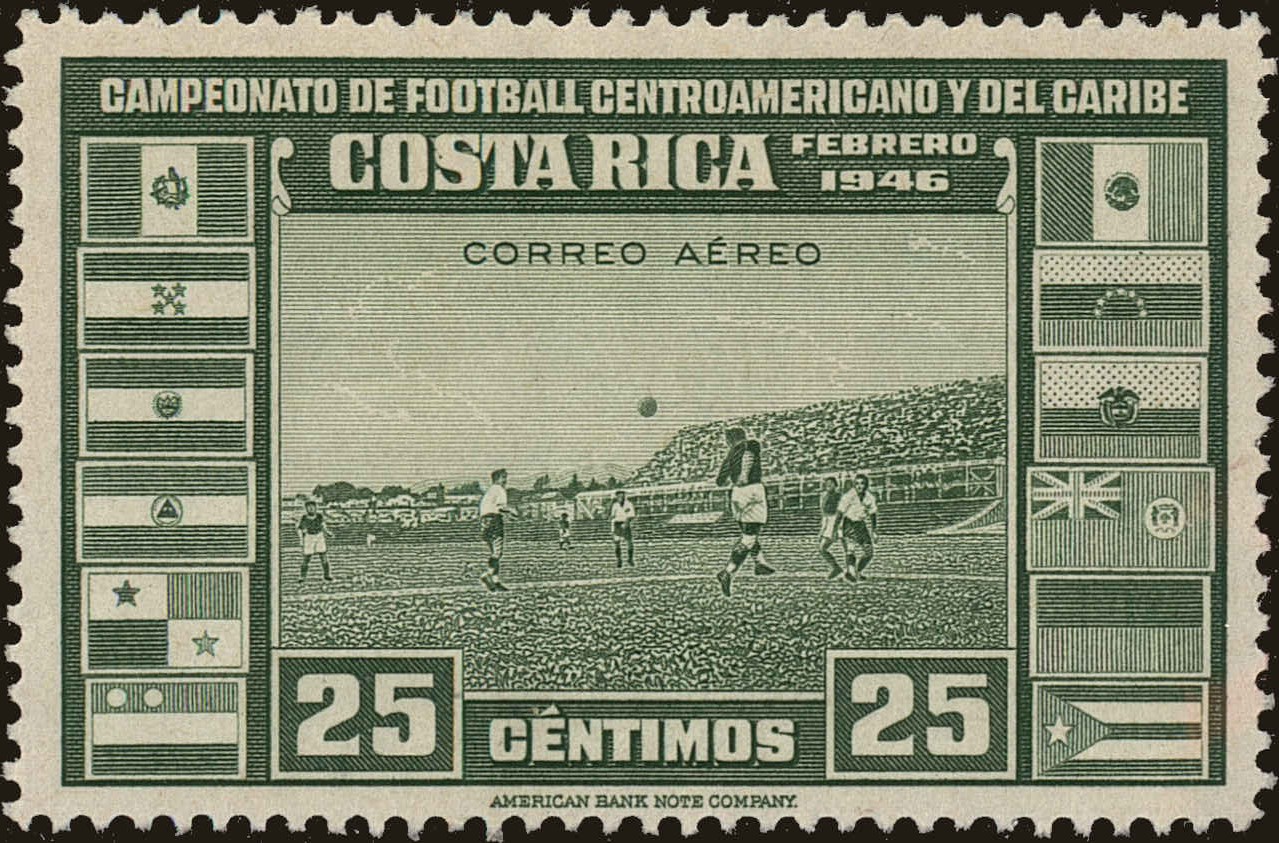 CAMPEONATO DE FOOTBALL CENTROAMERICANO Y DEL CARIBE
COSTA RICA FEBRERO
1946
CORREO AÉREO
25 CÉNTIMOS 25
AMERICAN BANK NOTE COMPANY.